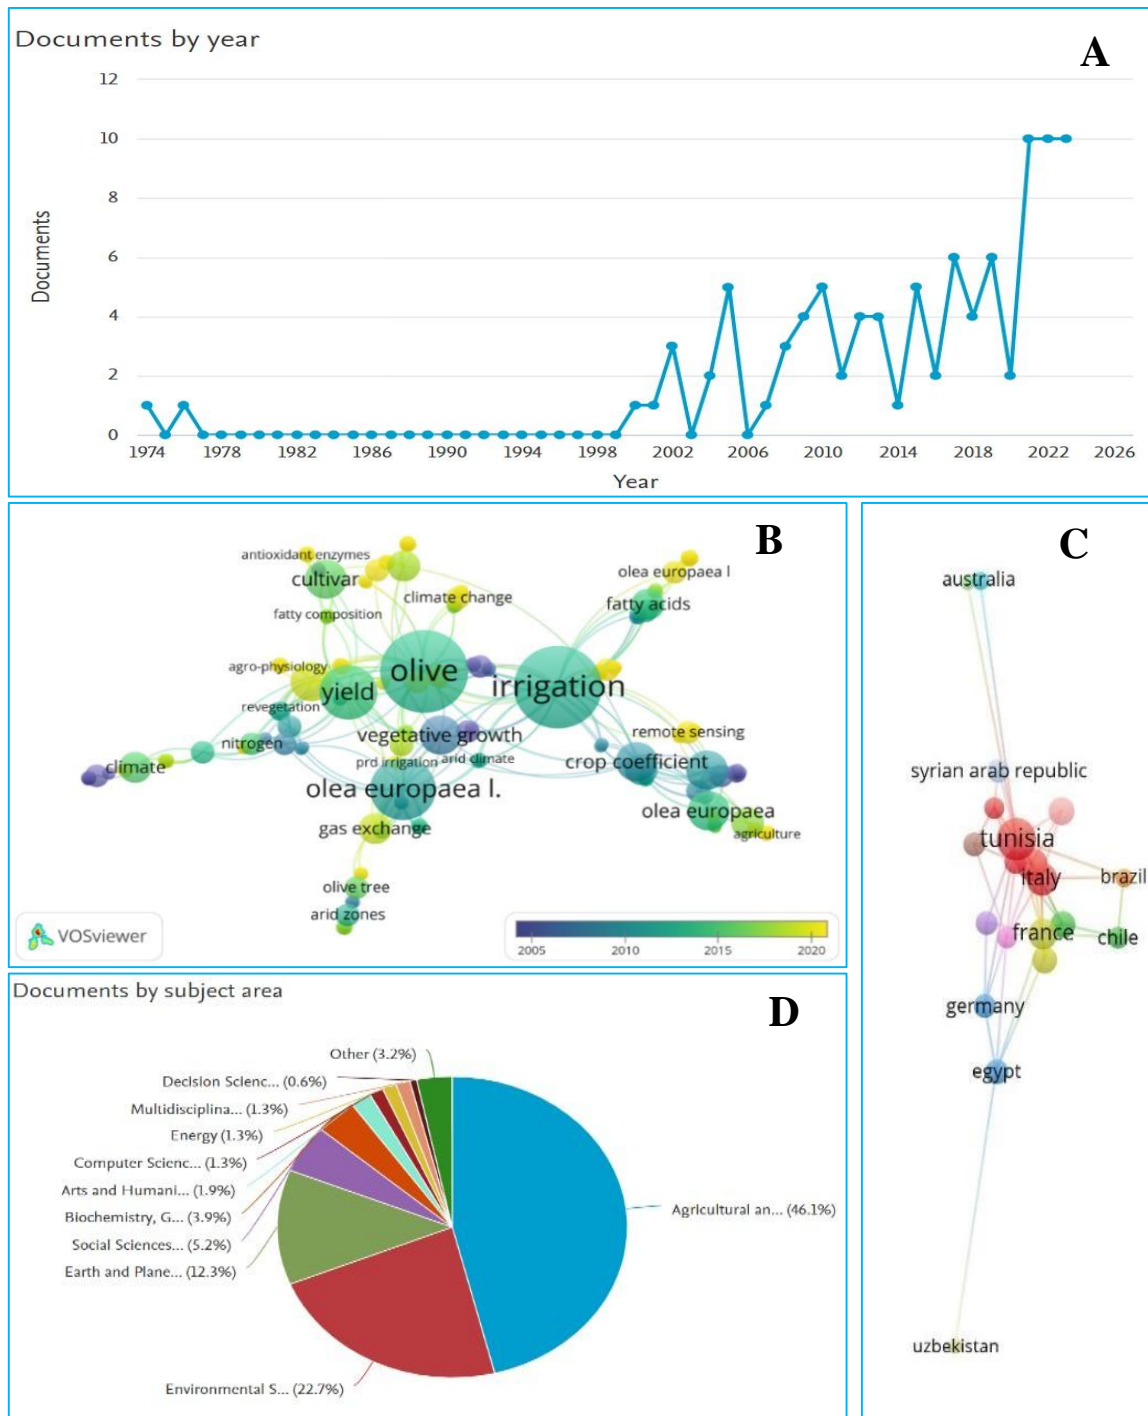 Documents by year
A
12
10
8
6
4
2
0
Documents
1974 1978 1982 1986 1990 1994 1998 2002 2006 2010 2014 2018 2022 2026
Year
B
antioxidant enzymes
cultivar
olea europaea l
climate change
fatty acids
fatty composition
agro-physiology
olive
irrigation
yield
revegetation
remote sensing
nitrogen
vegetative growth
prd irrigation
arid climate
crop coefficient
climate
olea europaea l.
olea europaea
gas exchange
agriculture
olive tree
arid zones
VOSviewer
2005 2010 2015 2020
C
australia
syrian arab republic
tunisia
italy
brazil
france
chile
germany
egypt
uzbekistan
Documents by subject area
D
Other (3.2%)
Decision Scienc... (0.6%)
Multidisciplina... (1.3%)
Energy (1.3%)
Computer Scienc... (1.3%)
Arts and Humani... (1.9%)
Biochemistry, G... (3.9%)
Social Sciences... (5.2%)
Earth and Plane... (12.3%)
Agricultural an... (46.1%)
Environmental S... (22.7%)